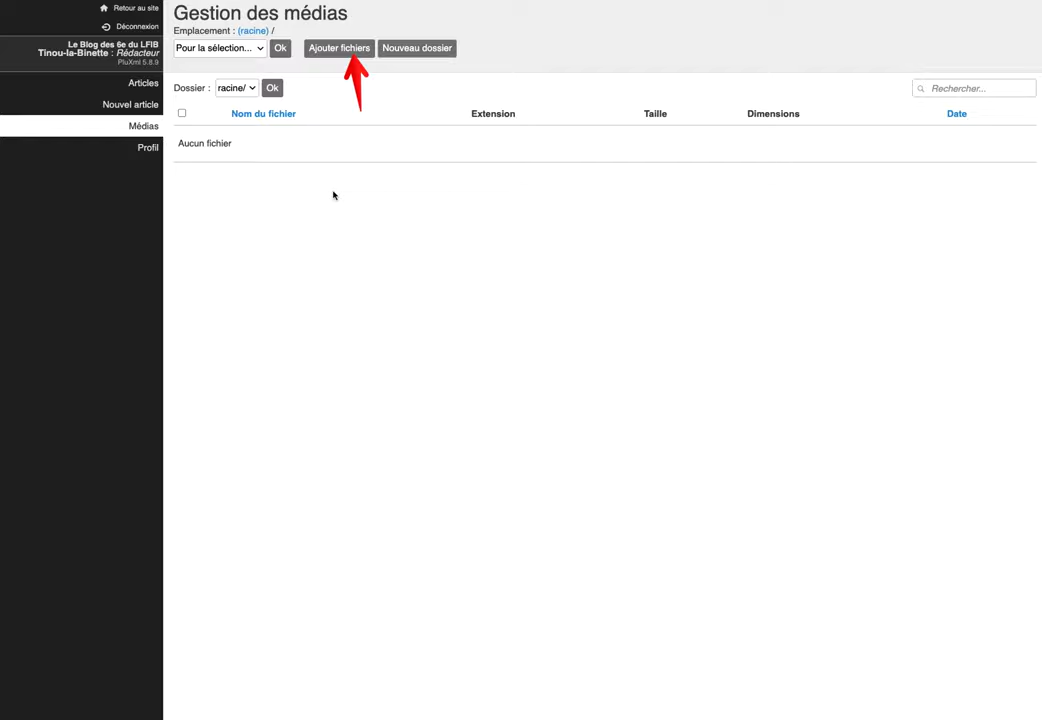 Retour au site
Déconnexion
Le Blog des 6e du LFIB
Tinou-la-Binette : Rédacteur
PluXml 5.8.9
Articles
Nouvel article
Médias
Profil
Gestion des médias
Emplacement : (racine) /
Pour la sélection... Ok Ajouter fichiers Nouveau dossier
Dossier : racine/ Ok Rechercher...
Nom du fichier Extension Taille Dimensions Date
Aucun fichier